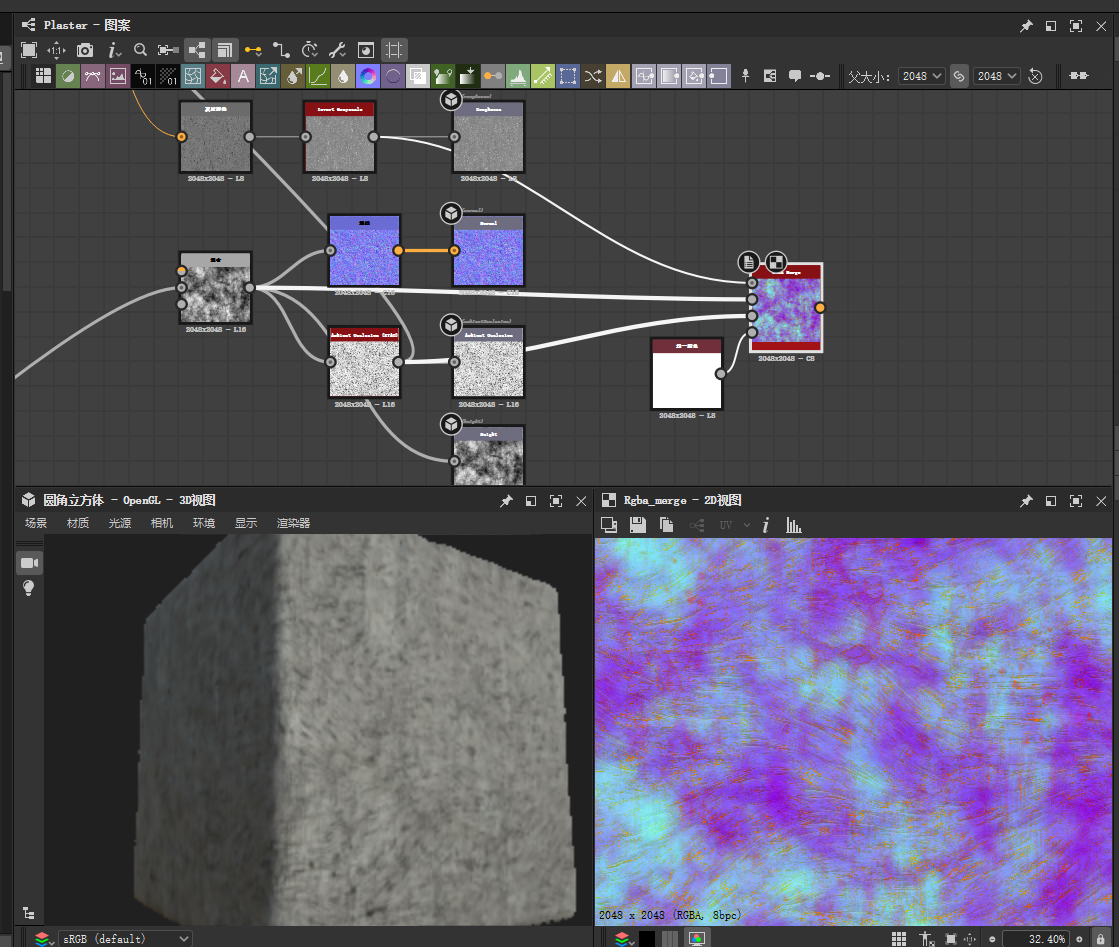 Plaster - 图案
父大小: 2048 2048
01 01 A
Invert Grayscale
Roughness
2048x2048 - L8
2048x2048 - L8
2048x2048 - L8
Normal
Merge
2048x2048 - L16
Ambient Occlusion
2048x2048 - C8
2048x2048 - L16
2048x2048 - L16
2048x2048 - L8
Height
圆角立方体 - OpenGL - 3D视图
场景 材质 光源 相机 环境 显示 渲染器
sRGB (default)
Rgba_merge - 2D视图
UV
2048 x 2048 (RGBA, 8bpc)
32.40%